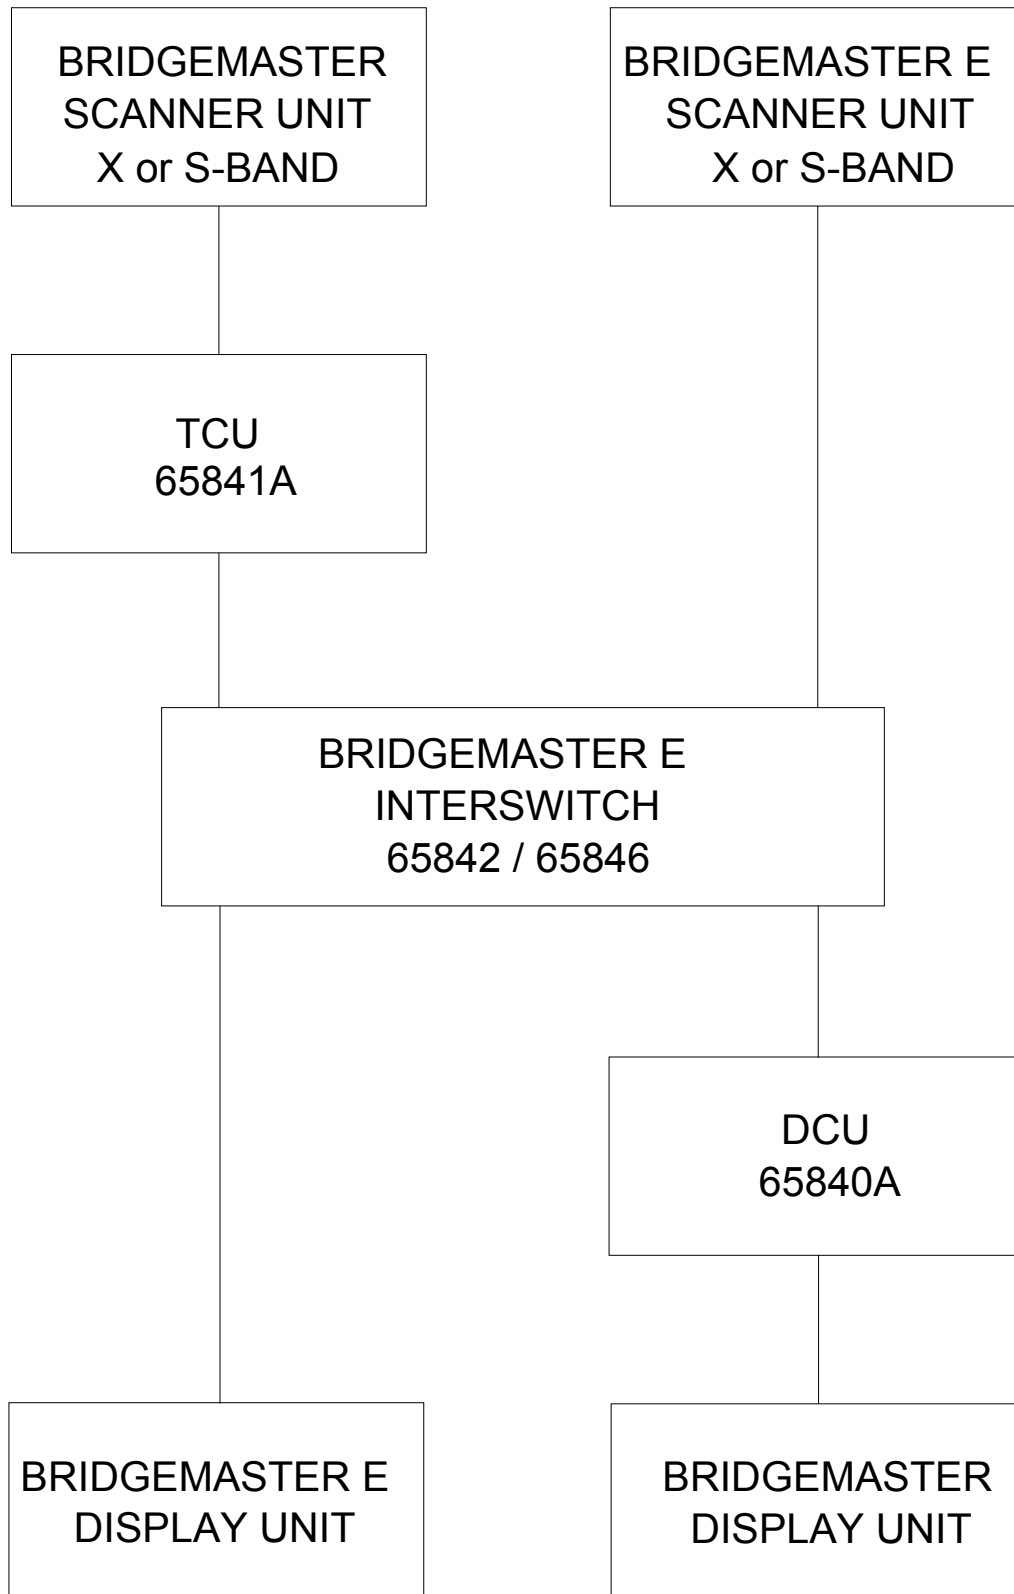 BRIDGEMASTER
SCANNER UNIT
X or S-BAND
BRIDGEMASTER E
SCANNER UNIT
X or S-BAND
TCU
65841A
BRIDGEMASTER E
INTERSWITCH
65842 / 65846
DCU
65840A
BRIDGEMASTER E
DISPLAY UNIT
BRIDGEMASTER
DISPLAY UNIT